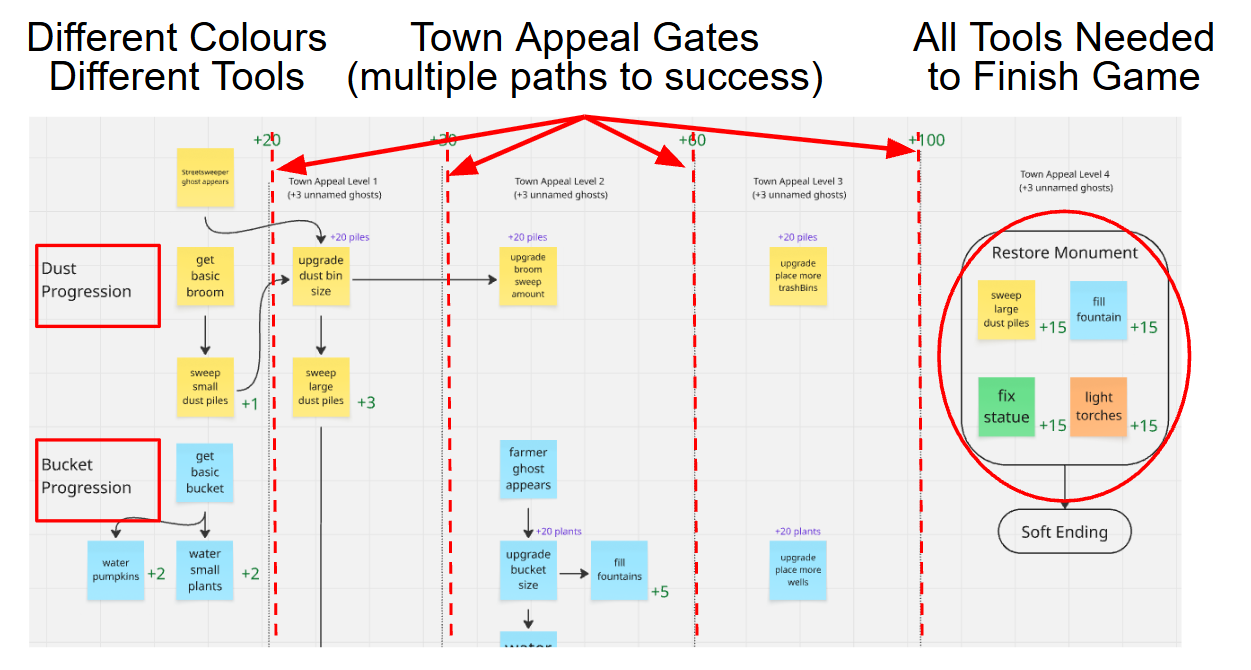 Different Colours
Different Tools
Town Appeal Gates
(multiple paths to success)
All Tools Needed
to Finish Game
+20
+30
+60
+100
Streetsweeper
ghost appears
Town Appeal Level 1
(+3 unnamed ghosts)
Town Appeal Level 2
(+3 unnamed ghosts)
Town Appeal Level 3
(+3 unnamed ghosts)
Town Appeal Level 4
(+3 unnamed ghosts)
Dust
Progression
get
basic
broom
+20 piles
upgrade
dust bin
size
+20 piles
upgrade
broom
sweep
amount
+20 piles
upgrade
place more
trashBins
sweep
small
dust piles
+1
sweep
large
dust piles
+3
Restore Monument
sweep
large
dust piles
+15
fill
fountain
+15
fix
statue
+15
light
torches
+15
Soft Ending
Bucket
Progression
get
basic
bucket
water
pumpkins
+2
water
small
plants
+2
farmer
ghost
appears
+20 plants
upgrade
bucket
size
fill
fountains
+5
+20 plants
upgrade
place more
wells
water